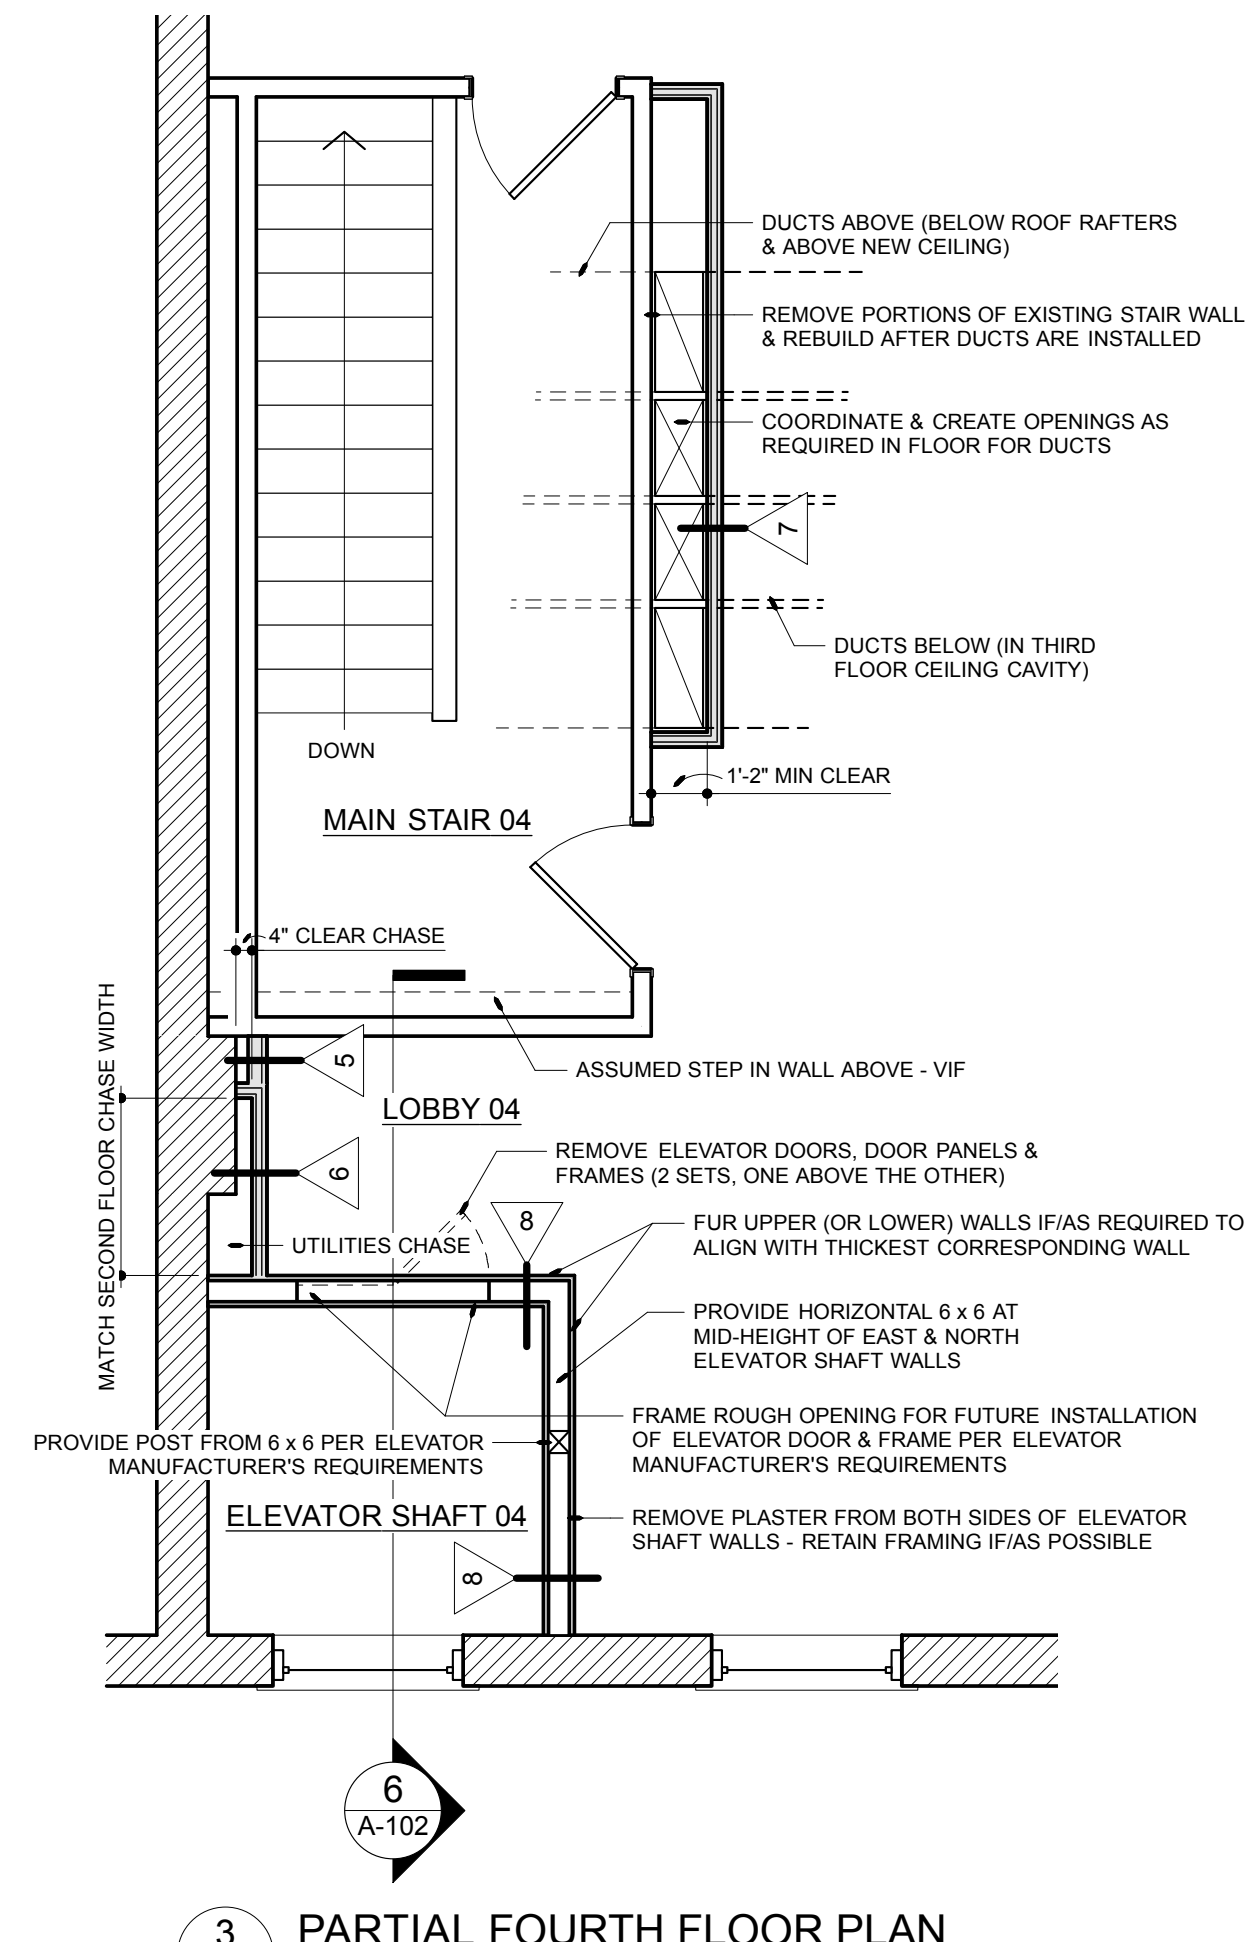 DUCTS ABOVE (BELOW ROOF RAFTERS
& ABOVE NEW CEILING)
REMOVE PORTIONS OF EXISTING STAIR WALL
& REBUILD AFTER DUCTS ARE INSTALLED
COORDINATE & CREATE OPENINGS AS
REQUIRED IN FLOOR FOR DUCTS
7
DUCTS BELOW (IN THIRD
FLOOR CEILING CAVITY)
DOWN
1'-2" MIN CLEAR
MAIN STAIR 04
4" CLEAR CHASE
MATCH SECOND FLOOR CHASE WIDTH
5
ASSUMED STEP IN WALL ABOVE - VIF
LOBBY 04
REMOVE ELEVATOR DOORS, DOOR PANELS &
FRAMES (2 SETS, ONE ABOVE THE OTHER)
6
8
FUR UPPER (OR LOWER) WALLS IF/AS REQUIRED TO
ALIGN WITH THICKEST CORRESPONDING WALL
UTILITIES CHASE
PROVIDE HORIZONTAL 6 x 6 AT
MID-HEIGHT OF EAST & NORTH
ELEVATOR SHAFT WALLS
FRAME ROUGH OPENING FOR FUTURE INSTALLATION
OF ELEVATOR DOOR & FRAME PER ELEVATOR
MANUFACTURER'S REQUIREMENTS
PROVIDE POST FROM 6 x 6 PER ELEVATOR
MANUFACTURER'S REQUIREMENTS
ELEVATOR SHAFT 04
REMOVE PLASTER FROM BOTH SIDES OF ELEVATOR
SHAFT WALLS - RETAIN FRAMING IF/AS POSSIBLE
8
6
A-102
3
PARTIAL FOURTH FLOOR PLAN